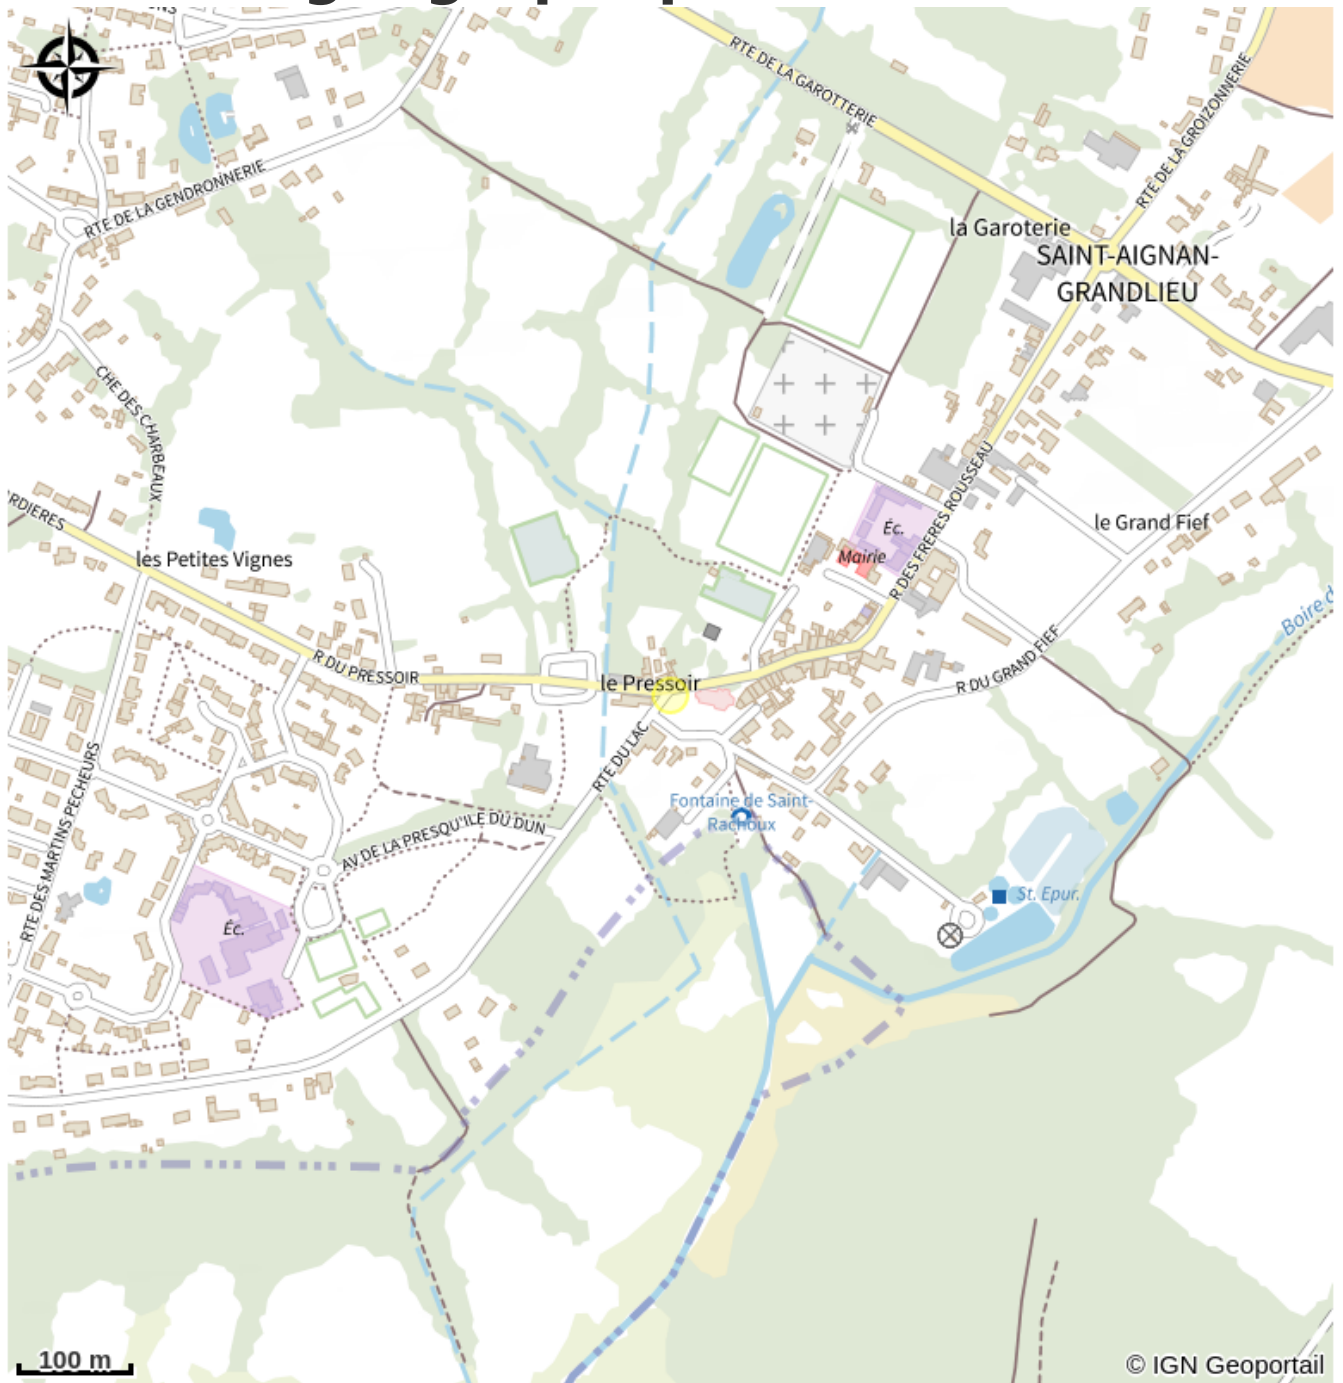 RTE DE LA GAROTTERIE
RTE DE LA GROIZONNERIE
RTE DE LA GENDRONNERIE
la Garoterie
SAINT-AIGNAN-
GRANDLIEU
CHE DES CHARBEAUX
R DES FRERES ROUSSEAU
RDIERES
le Grand Fief
Éc.
Mairie
les Petites Vignes
Boire d
R DU PRESSOIR
le Pressoir
R DU GRAND FIEF
RTE DU LAC
RTE DES MARTINS PECHEURS
Fontaine de Saint-
Rachoux
AV DE LA PRESQU'ILE DU DUN
St. Epur.
Éc.
100 m
© IGN Geoportail